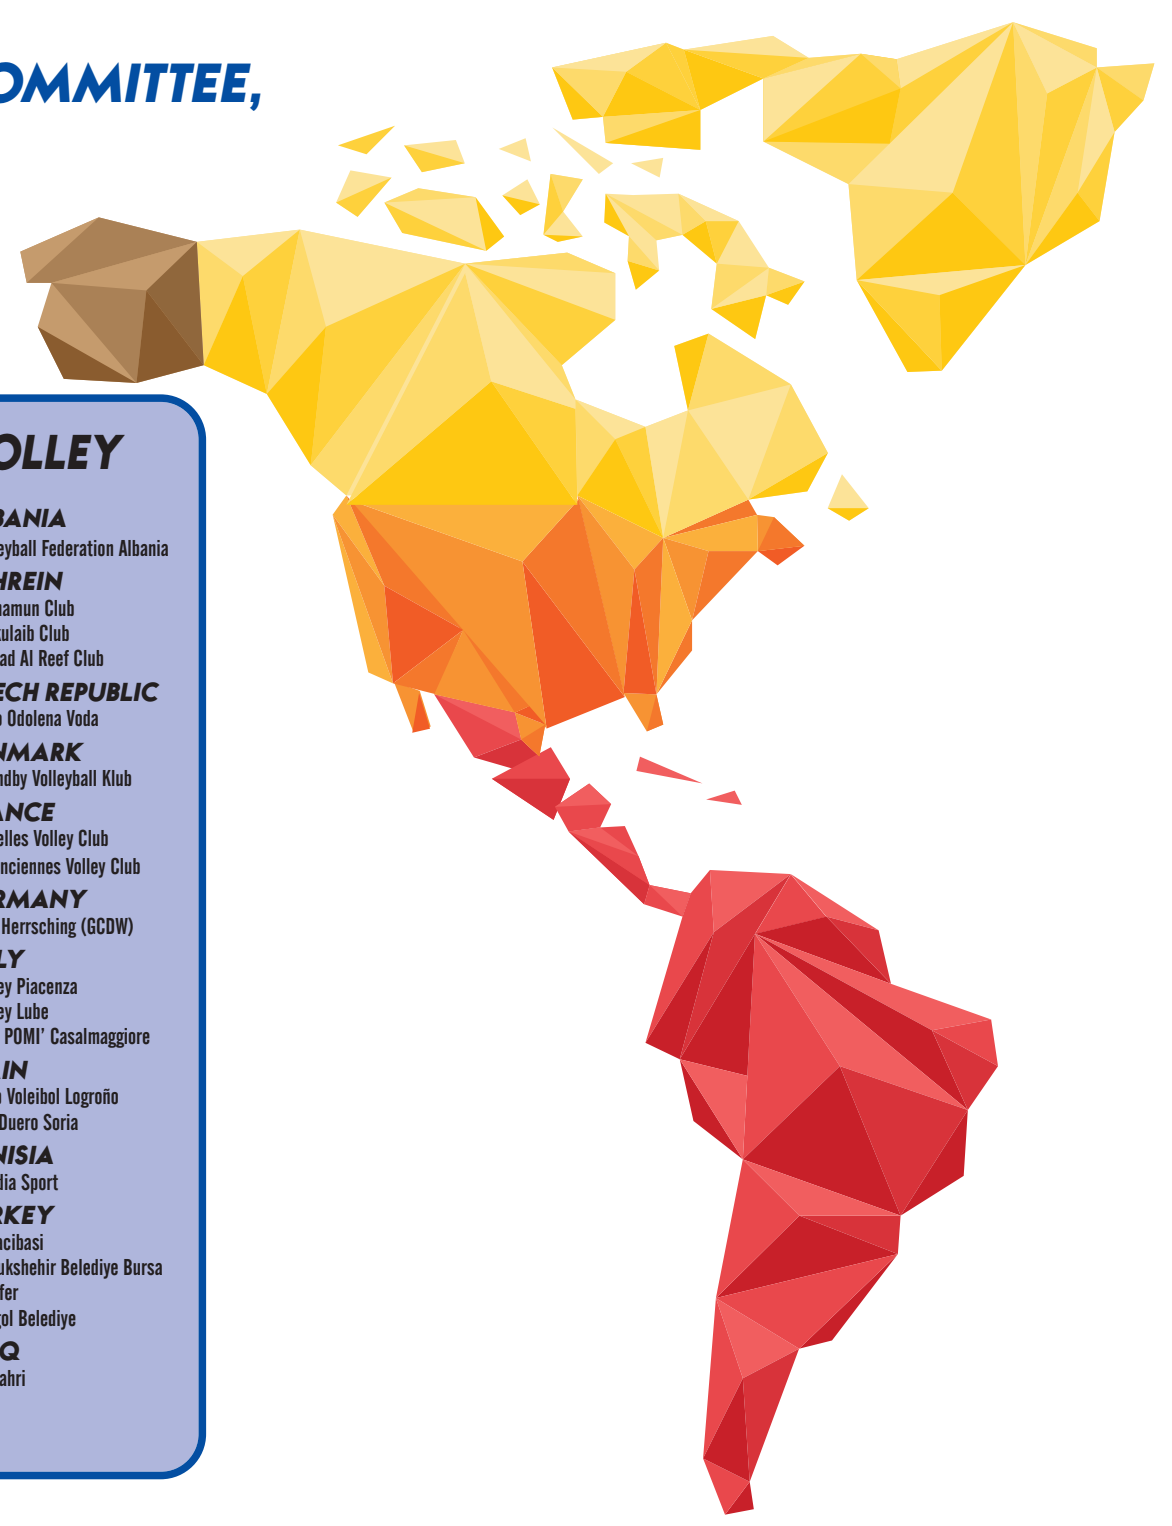 OMMITTEE,
OLLEY
BANIA
eyball Federation Albania
HREIN
namun Club
kulaib Club
ad Al Reef Club
ECH REPUBLIC
o Odolena Voda
NMARK
ndby Volleyball Klub
ANCE
elles Volley Club
nciennes Volley Club
RMANY
Herrsching (GCDW)
LY
ey Piacenza
ey Lube
POMI’ Casalmaggiore
IN
o Voleibol Logroño
Duero Soria
NISIA
dia Sport
RKEY
acibasi
ukshehir Belediye Bursa
fer
gol Belediye
Q
ahri